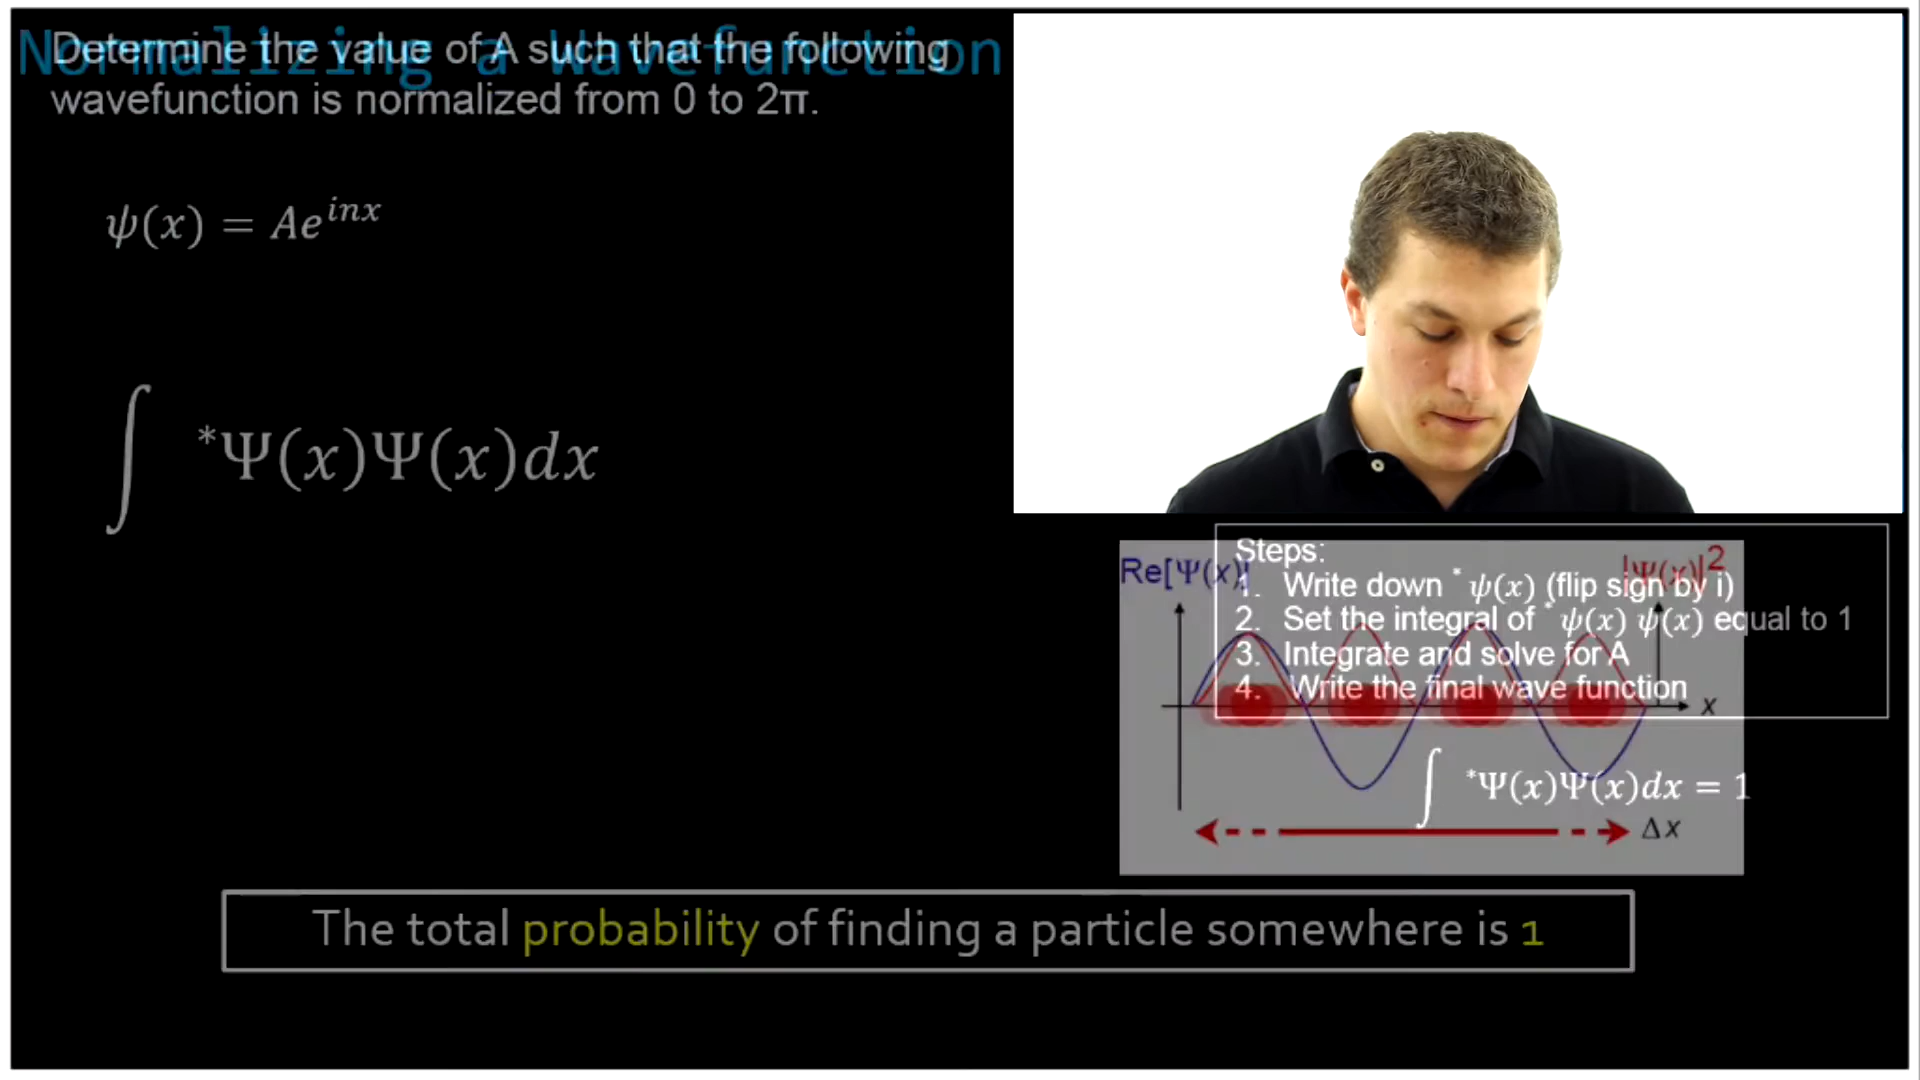 Normalizing a Wavefunction
Determine the value of A such that the following
wavefunction is normalized from 0 to 2π.
ψ(x) = Ae^{inx}
∫ *Ψ(x)Ψ(x)dx
Steps:
1. Write down *ψ(x) (flip sign by i)
2. Set the integral of *ψ(x) ψ(x) equal to 1
3. Integrate and solve for A
4. Write the final wave function
Re[Ψ(x)]
|Ψ(x)|²
x
∫ *Ψ(x)Ψ(x)dx = 1
Δx
The total probability of finding a particle somewhere is 1